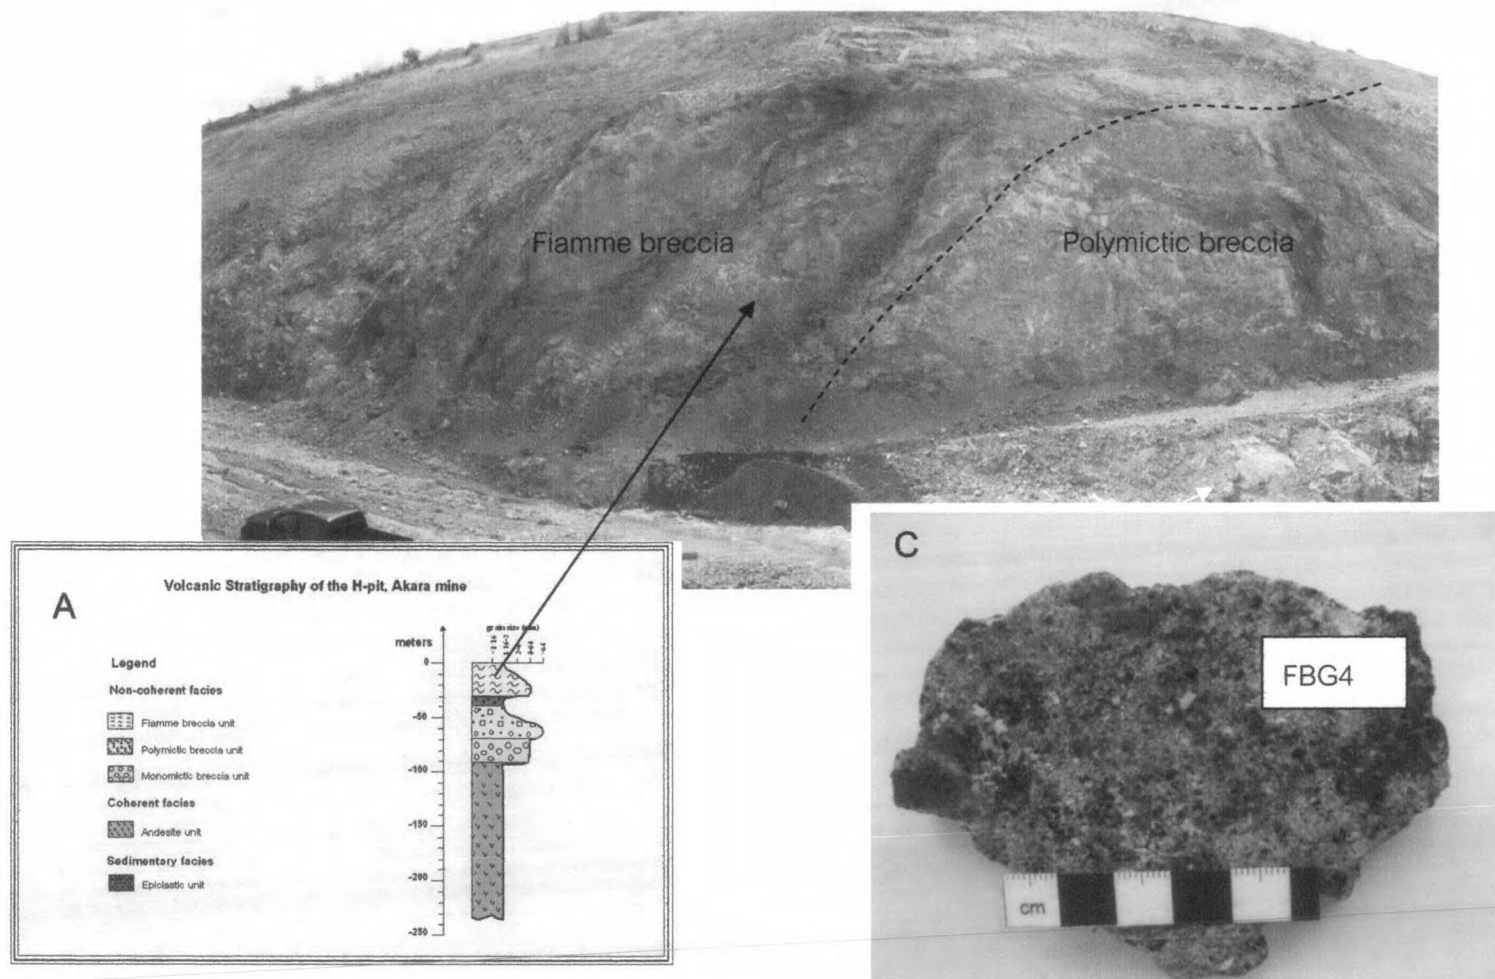 Fiamme breccia
Polymictic breccia
A
Volcanic Stratigraphy of the H-pit, Akara mine
meters
Legend
Non-coherent facies
Fiamme breccia unit
Polymictic breccia unit
Monomictic breccia unit
Coherent facies
Andesite unit
Sedimentary facies
Epiclastic unit
0
-50
-100
-150
-200
-250
C
FBG4
cm